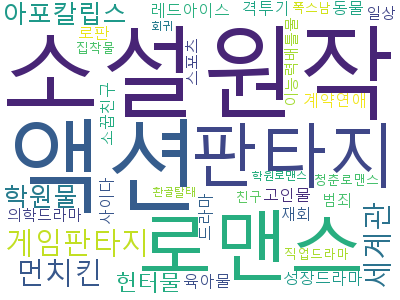 아포칼립스
레드아이스
격투기
폭스남
동물
로판
회귀
일상
집착물
소꿉친구
스포츠
이능력배틀물
계약연애
소설원작
액션
판타지
학원물
의학드라마
사이다
환골탈태
학원로맨스
친구
고인물
청춘로맨스
범죄
재회
세계관
게임판타지
드라마
로맨스
직업드라마
먼치킨
헌터물
육아물
성장드라마